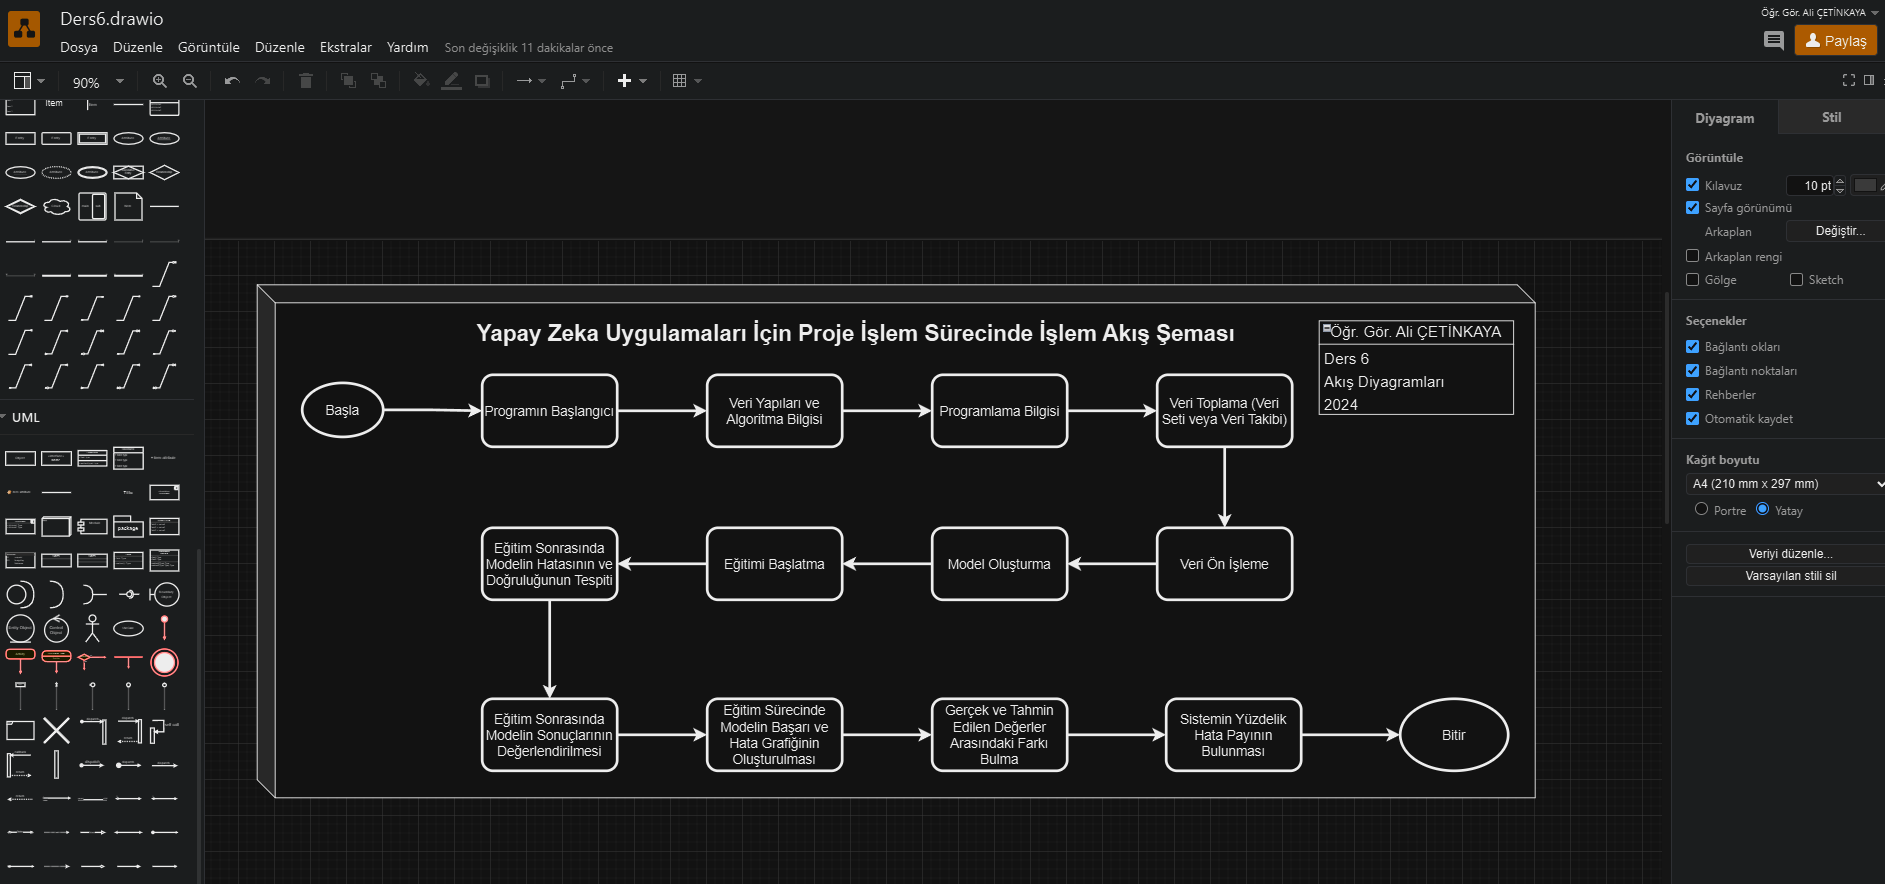 Ders6.drawio
Öğr. Gör. Ali ÇETİNKAYA
Dosya Düzenle Görüntüle Düzenle Ekstralar Yardım Son değişiklik 11 dakikalar önce
Paylaş
90%
Item
Diyagram
Stil
Görüntüle
Kılavuz
10 pt
Sayfa görünümü
Arkaplan
Değiştir...
Arkaplan rengi
Gölge
Sketch
Seçenekler
Bağlantı okları
Bağlantı noktaları
Rehberler
Otomatik kaydet
Kağıt boyutu
A4 (210 mm x 297 mm)
Portre
Yatay
Veriyi düzenle...
Varsayılan stili sil
UML
package
Yapay Zeka Uygulamaları İçin Proje İşlem Sürecinde İşlem Akış Şeması
Öğr. Gör. Ali ÇETİNKAYA
Ders 6
Akış Diyagramları
2024
Başla
Programın Başlangıcı
Veri Yapıları ve
Algoritma Bilgisi
Programlama Bilgisi
Veri Toplama (Veri
Seti veya Veri Takibi)
Veri Ön İşleme
Model Oluşturma
Eğitimi Başlatma
Eğitim Sonrasında
Modelin Hatasının ve
Doğruluğunun Tespiti
Eğitim Sonrasında
Modelin Sonuçlarının
Değerlendirilmesi
Eğitim Sürecinde
Modelin Başarı ve
Hata Grafiğinin
Oluşturulması
Gerçek ve Tahmin
Edilen Değerler
Arasındaki Farkı
Bulma
Sistemin Yüzdelik
Hata Payının
Bulunması
Bitir